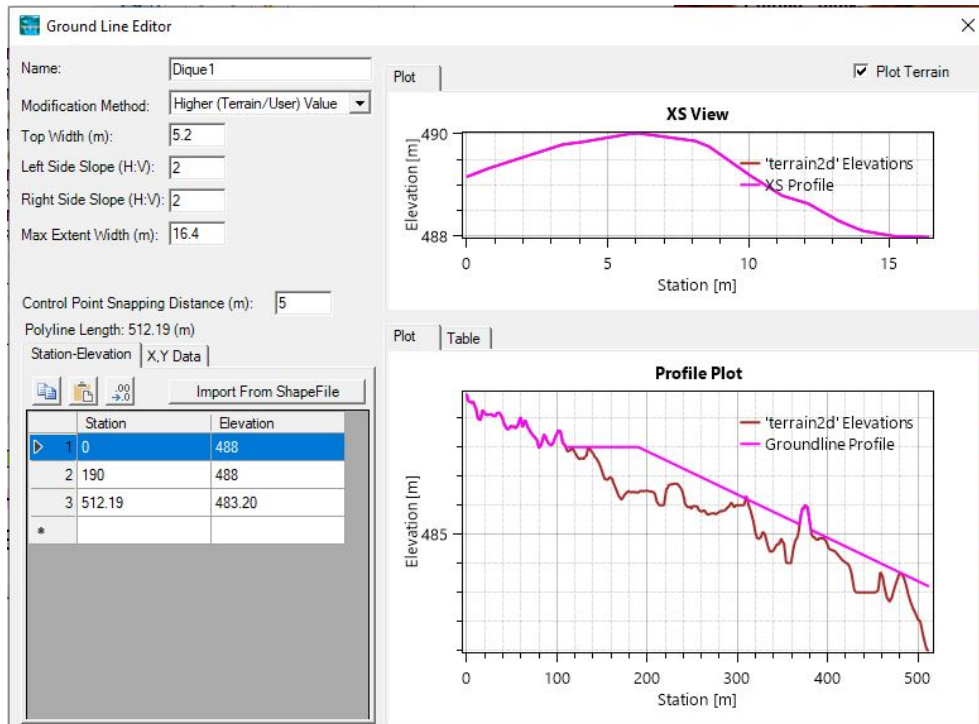 Ground Line Editor
Name: Dique1
Modification Method: Higher (Terrain/User) Value
Top Width (m): 5.2
Left Side Slope (H:V): 2
Right Side Slope (H:V): 2
Max Extent Width (m): 16.4
Control Point Snapping Distance (m): 5
Polyline Length: 512.19 (m)
Station-Elevation X,Y Data
.00 →.0 Import From ShapeFile
Station Elevation
1 0 488
2 190 488
3 512.19 483.20
*
Plot Plot Terrain
XS View
Elevation [m]
490
488
'terrain2d' Elevations
XS Profile
0 5 10 15
Station [m]
Plot Table
Profile Plot
Elevation [m]
485
'terrain2d' Elevations
Groundline Profile
0 100 200 300 400 500
Station [m]